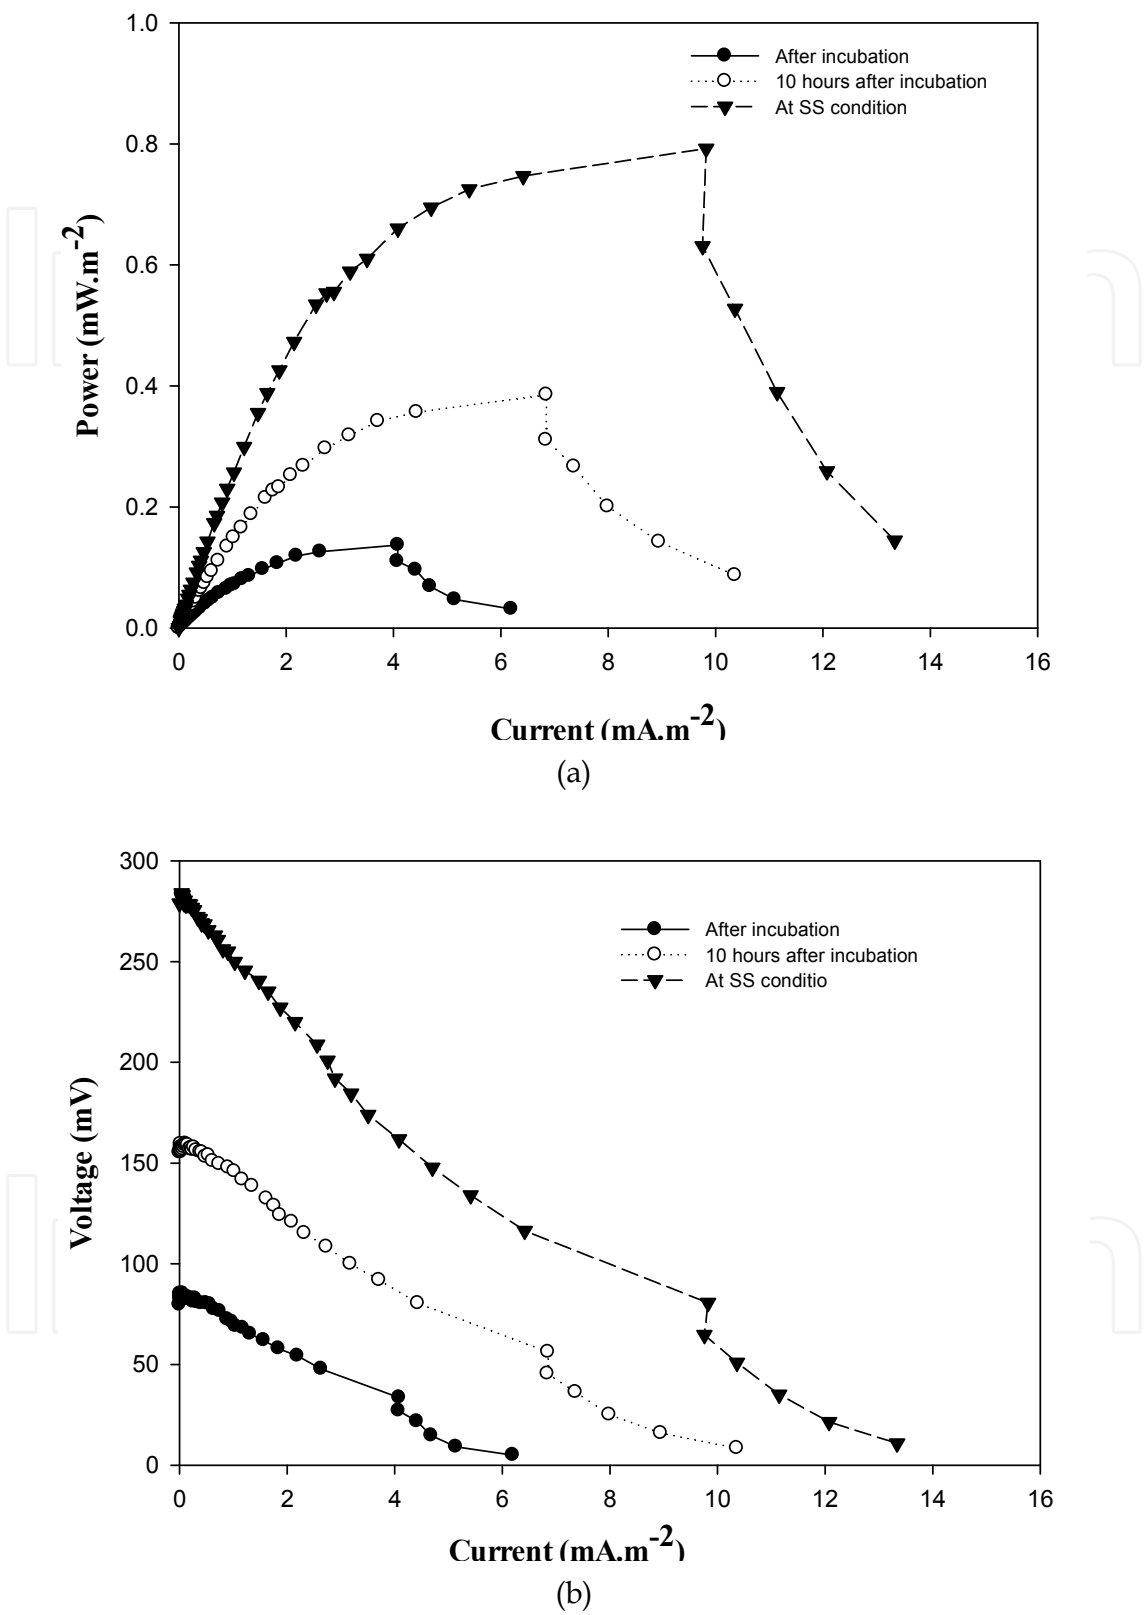 1.0
After incubation
10 hours after incubation
At SS condition
0.8
0.6
0.4
0.2
0.0
Power (mW.m-2)
0 2 4 6 8 10 12 14 16
Current (mA.m-2)
(a)
300
After incubation
10 hours after incubation
At SS conditio
250
200
150
100
50
0
Voltage (mV)
0 2 4 6 8 10 12 14 16
Current (mA.m-2)
(b)